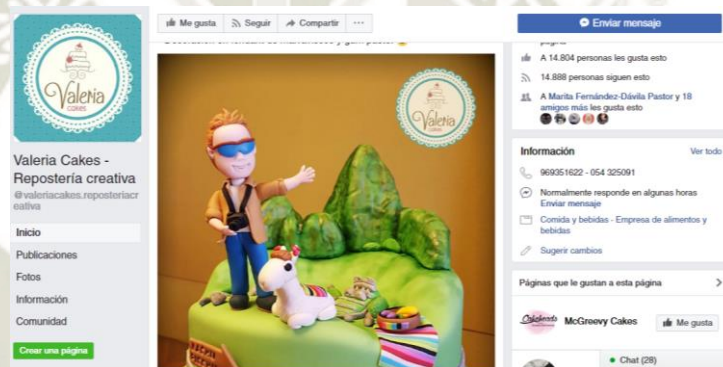 Valeria
CAKES
Valeria Cakes -
Repostería creativa
@valeriacakes.reposteriacr
eativa
Inicio
Publicaciones
Fotos
Información
Comunidad
Crear una página
Me gusta
Seguir
Compartir
Valeria
CAKES
Enviar mensaje
A 14.804 personas les gusta esto
14.888 personas siguen esto
A Marita Fernández-Dávila Pastor y 18
amigos más les gusta esto
Información
Ver todo
969351622 - 054 325091
Normalmente responde en algunas horas
Enviar mensaje
Comida y bebidas - Empresa de alimentos y
bebidas
Sugerir cambios
Páginas que le gustan a esta página
McGreevy Cakes
Me gusta
Chat (28)